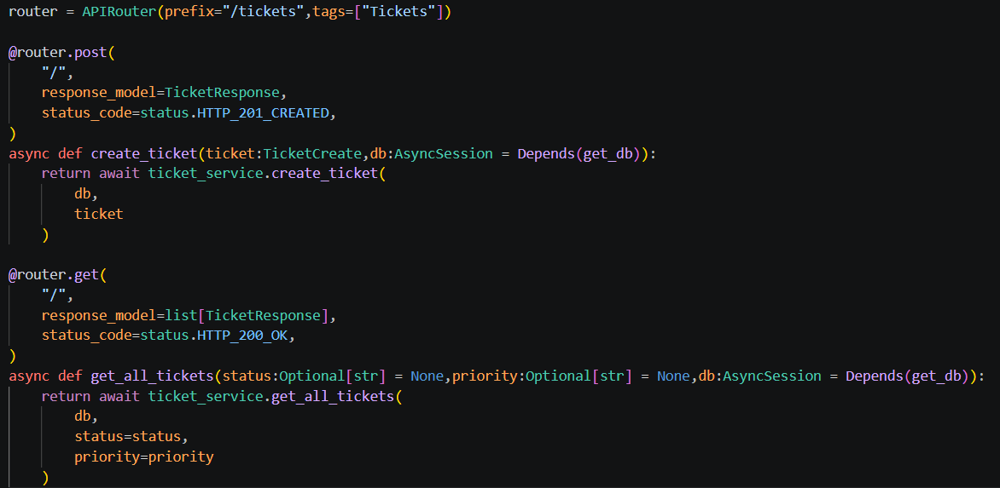 router = APIRouter(prefix="/tickets",tags=["Tickets"])
@router.post(
    "/",
    response_model=TicketResponse,
    status_code=status.HTTP_201_CREATED,
)
async def create_ticket(ticket:TicketCreate,db:AsyncSession = Depends(get_db)):
    return await ticket_service.create_ticket(
        db,
        ticket
    )
@router.get(
    "/",
    response_model=list[TicketResponse],
    status_code=status.HTTP_200_OK,
)
async def get_all_tickets(status:Optional[str] = None,priority:Optional[str] = None,db:AsyncSession = Depends(get_db)):
    return await ticket_service.get_all_tickets(
        db,
        status=status,
        priority=priority
    )